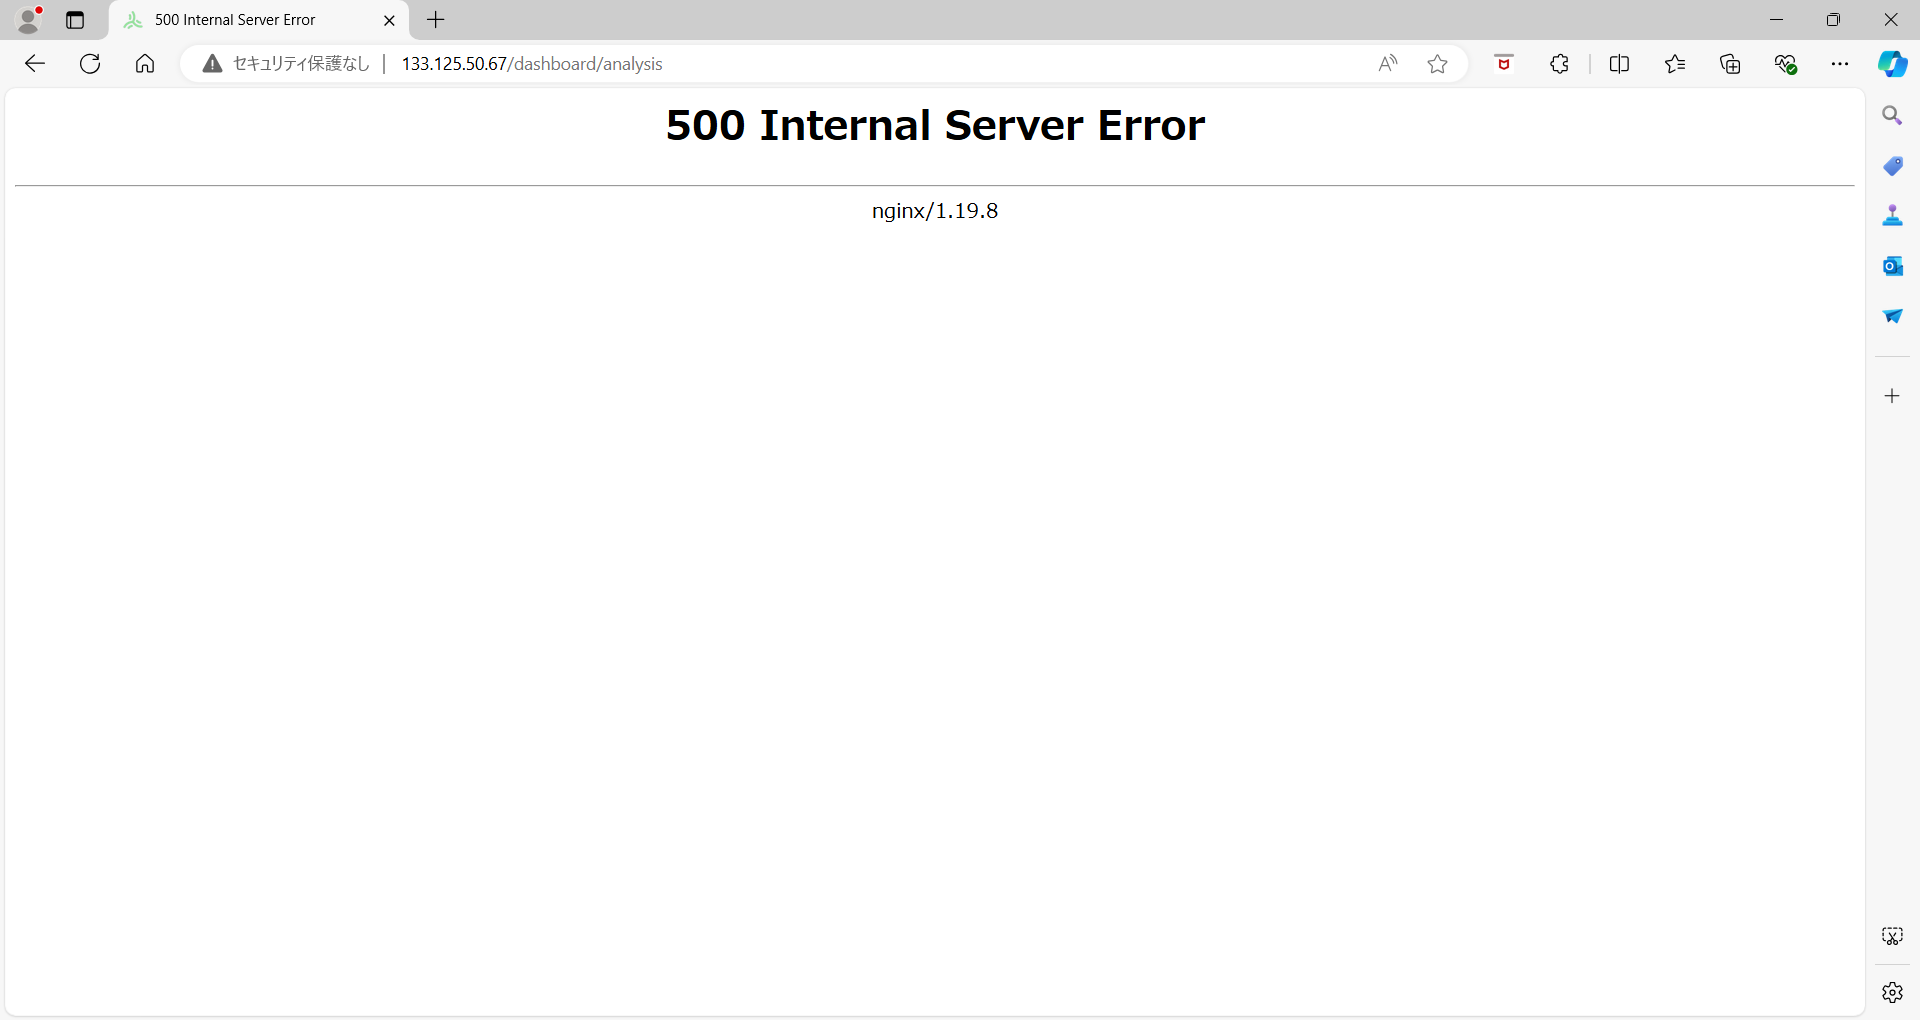 500 Internal Server Error
セキュリティ保護なし
133.125.50.67/dashboard/analysis
500 Internal Server Error
nginx/1.19.8